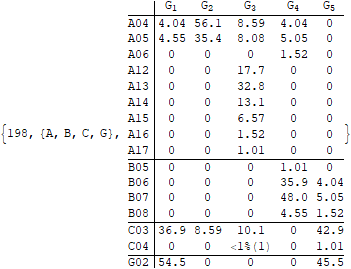 G1 G2 G3 G4 G5
A04 4.04 56.1 8.59 4.04 0
A05 4.55 35.4 8.08 5.05 0
A06 0 0 0 1.52 0
A12 0 0 17.7 0 0
A13 0 0 32.8 0 0
A14 0 0 13.1 0 0
A15 0 0 6.57 0 0
{198, {A, B, C, G}, A16 0 0 1.52 0 0 }
A17 0 0 1.01 0 0
B05 0 0 0 1.01 0
B06 0 0 0 35.9 4.04
B07 0 0 0 48.0 5.05
B08 0 0 0 4.55 1.52
C03 36.9 8.59 10.1 0 42.9
C04 0 0 <1%(1) 0 1.01
G02 54.5 0 0 0 45.5